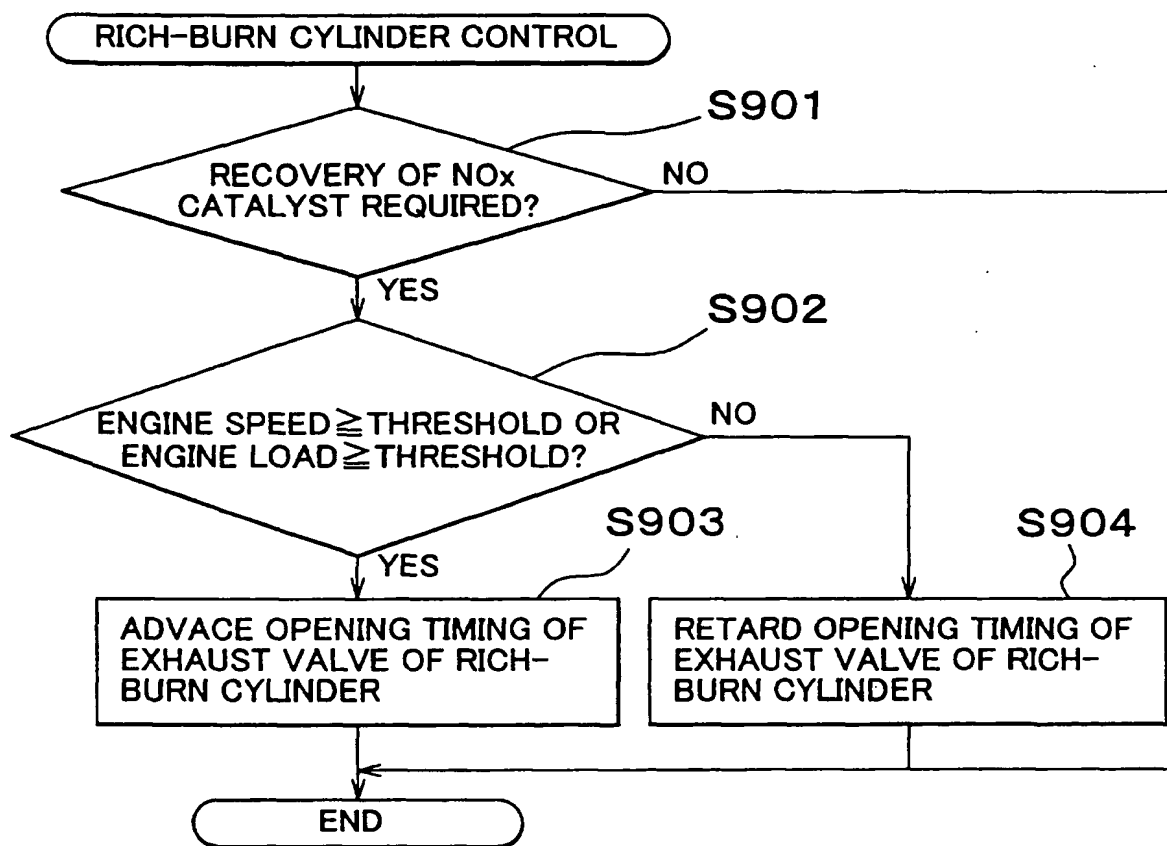 RICH-BURN CYLINDER CONTROL
S901
RECOVERY OF NOx
CATALYST REQUIRED?
NO
YES
S902
ENGINE SPEED≧THRESHOLD OR
ENGINE LOAD≧THRESHOLD?
NO
YES
S903
ADVACE OPENING TIMING OF
EXHAUST VALVE OF RICH-
BURN CYLINDER
S904
RETARD OPENING TIMING OF
EXHAUST VALVE OF RICH-
BURN CYLINDER
END